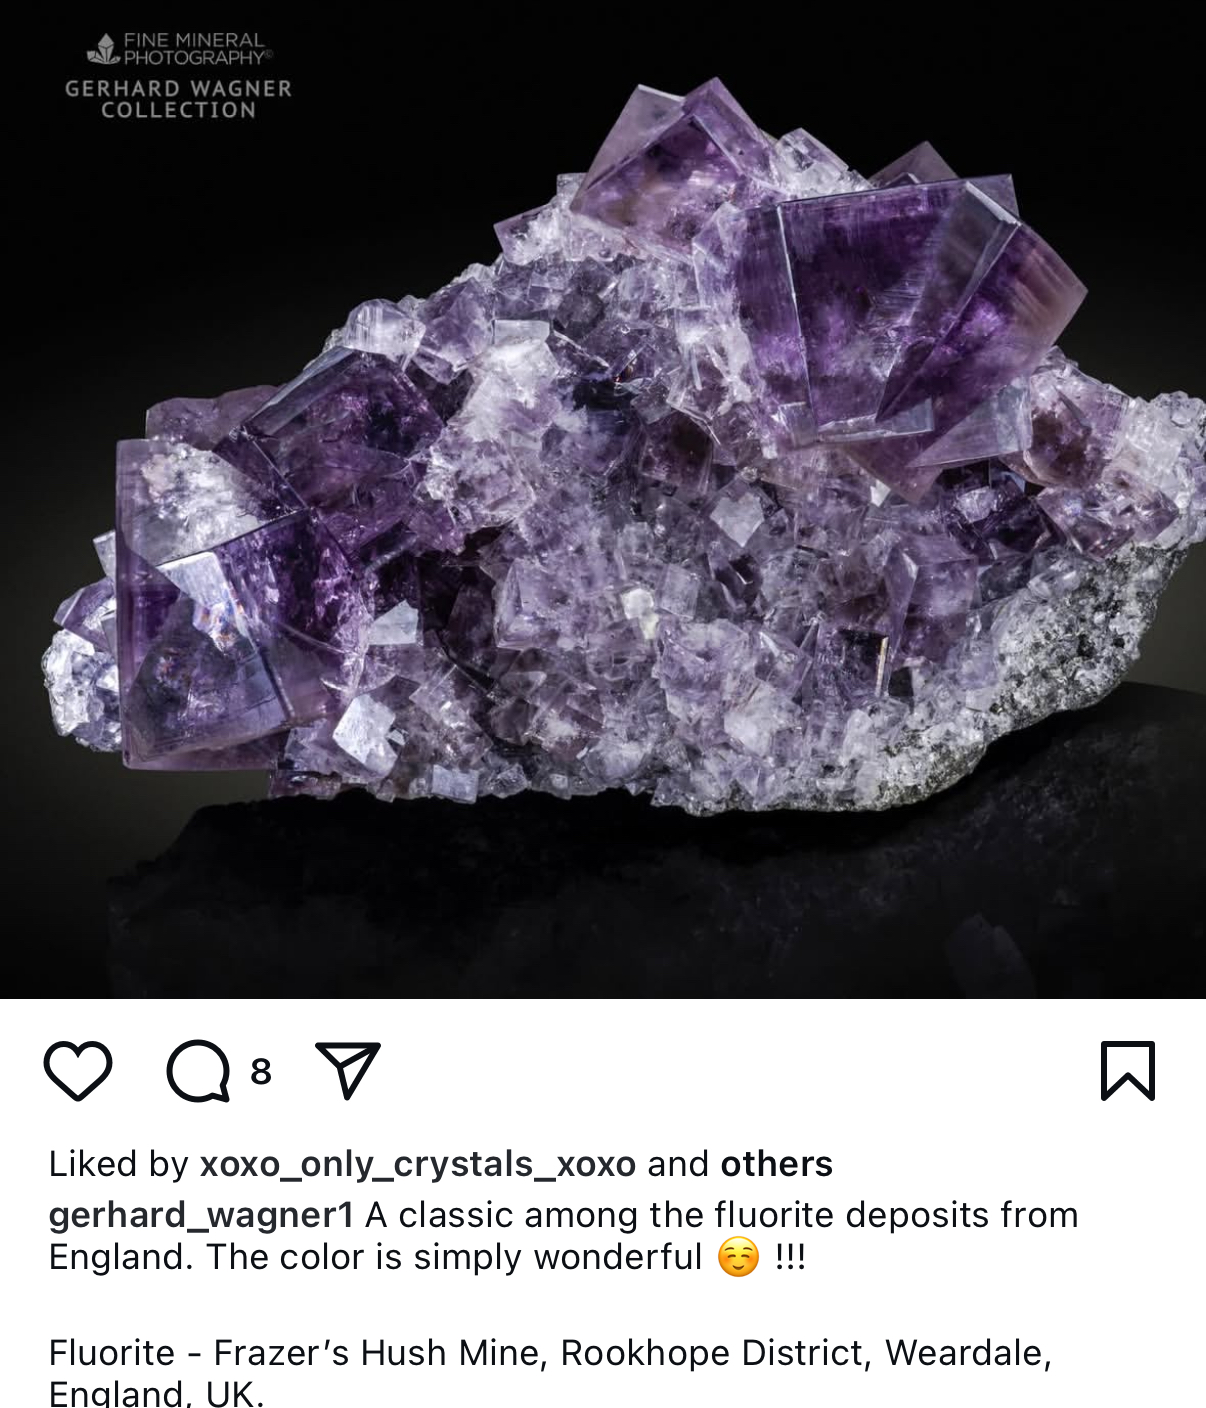 FINE MINERAL
PHOTOGRAPHY©
GERHARD WAGNER
COLLECTION
8
Liked by xoxo_only_crystals_xoxo and others
gerhard_wagner1 A classic among the fluorite deposits from
England. The color is simply wonderful ☺️ !!!
Fluorite - Frazer’s Hush Mine, Rookhope District, Weardale,
England, UK.